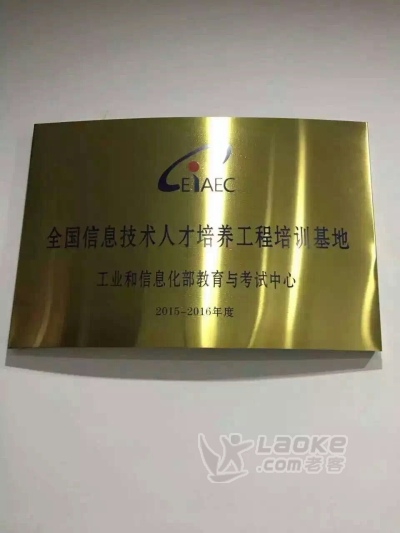 CEIAEC
全国信息技术人才培养工程培训基地
工业和信息化部教育与考试中心
2015-2016年度
LAOKE
.com老客